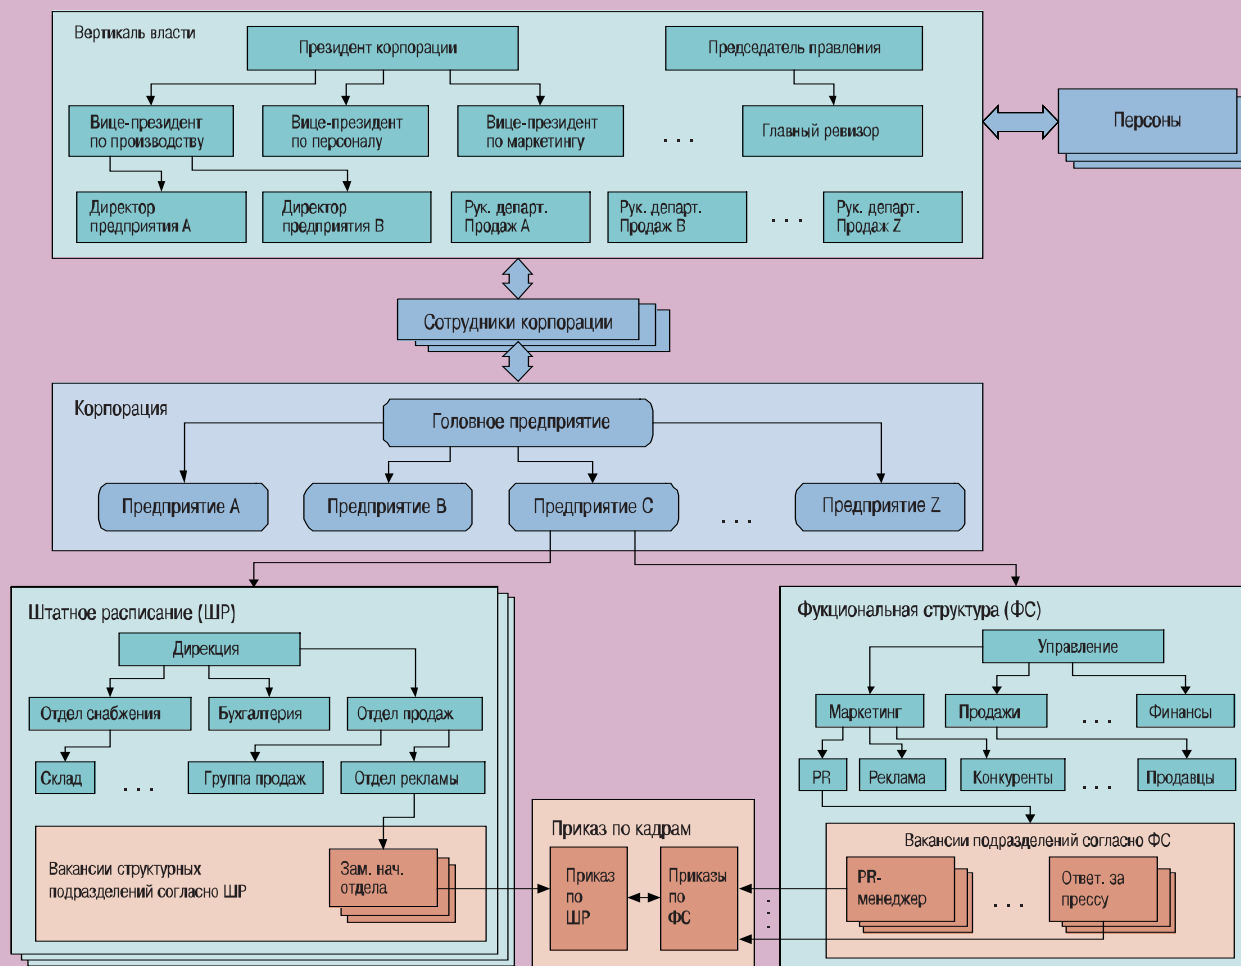 Вертикаль власти
Президент корпорации
Председатель правления
Вице-президент
по производству
Вице-президент
по персоналу
Вице-президент
по маркетингу
. . .
Главный ревизор
Персоны
Директор
предприятия А
Директор
предприятия В
Рук. департ.
Продаж А
Рук. департ.
Продаж В
. . .
Рук. департ.
Продаж Z
Сотрудники корпорации
Корпорация
Головное предприятие
Предприятие А
Предприятие В
Предприятие С
. . .
Предприятие Z
Штатное расписание (ШР)
Дирекция
Отдел снабжения
Бухгалтерия
Отдел продаж
Склад
. . .
Группа продаж
Отдел рекламы
Вакансии структурных
подразделений согласно ШР
Зам. нач.
отдела
Приказ по кадрам
Приказ
по
ШР
Приказы
по
ФС
Фукциональная структура (ФС)
Управление
Маркетинг
Продажи
. . .
Финансы
PR
Реклама
Конкуренты
. . .
Продавцы
Вакансии подразделений согласно ФС
PR-
менеджер
. . .
Ответ. за
прессу
. . .